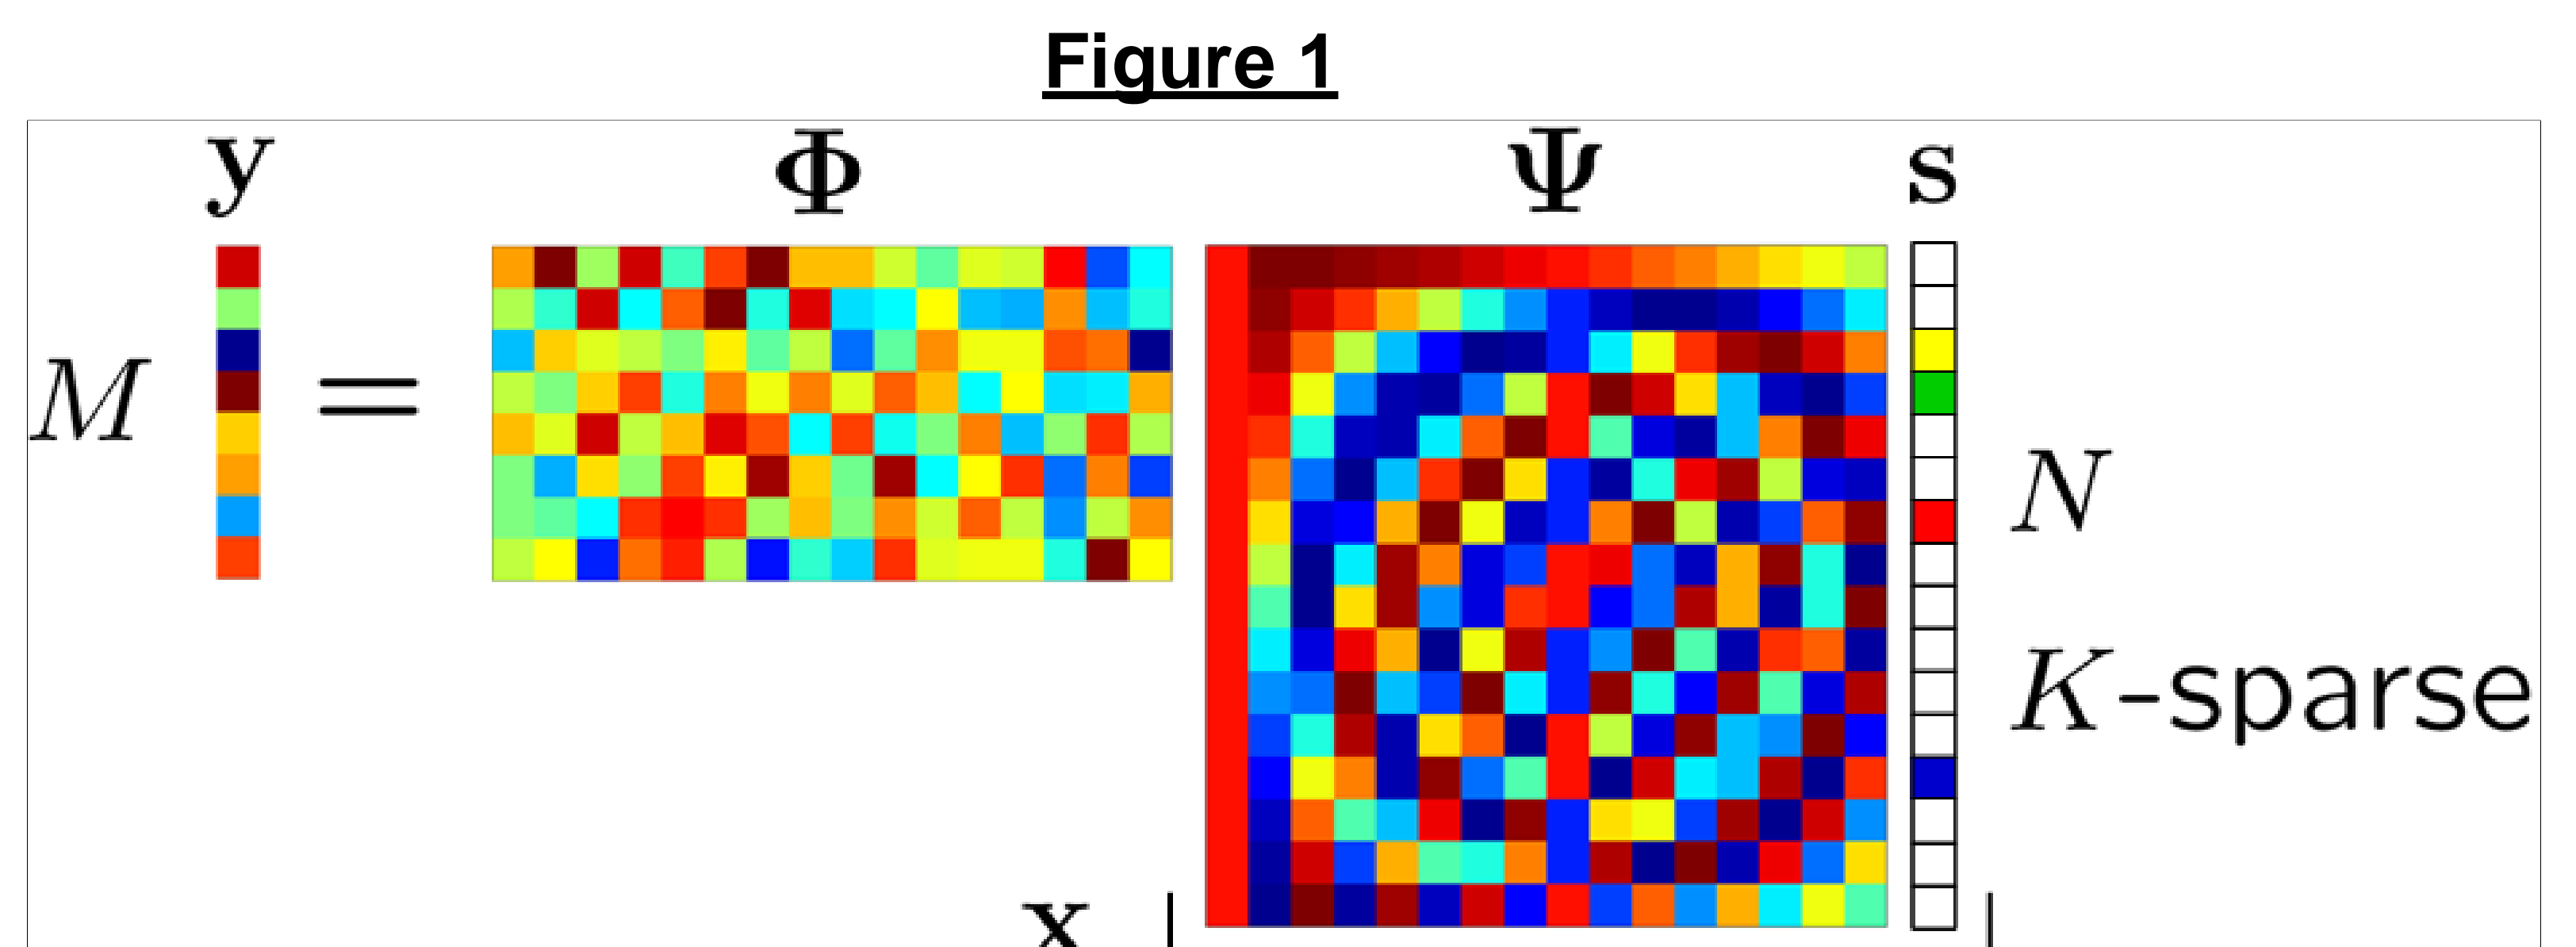 Figure 1
y Φ Ψ s
M =
N
K-sparse
x